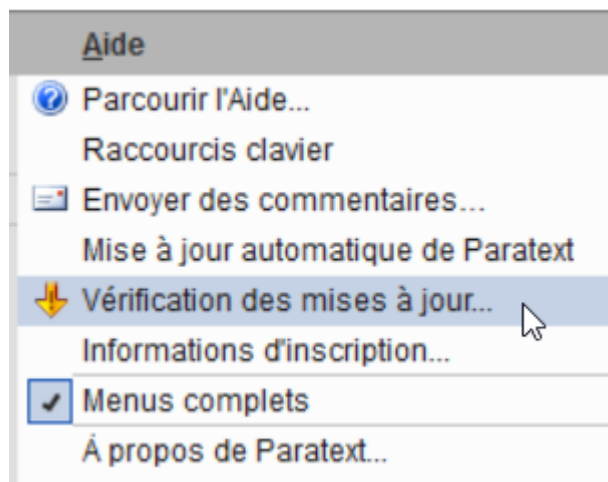 Aide
Parcourir l'Aide...
Raccourcis clavier
Envoyer des commentaires...
Mise à jour automatique de Paratext
Vérification des mises à jour...
Informations d'inscription...
Menus complets
À propos de Paratext...